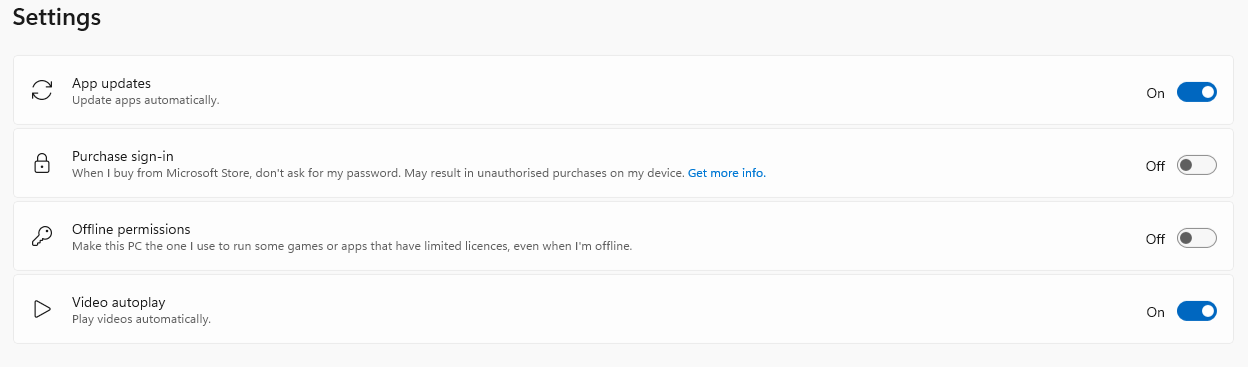 Settings
App updates
Update apps automatically.
On
Purchase sign-in
When I buy from Microsoft Store, don't ask for my password. May result in unauthorised purchases on my device. Get more info.
Off
Offline permissions
Make this PC the one I use to run some games or apps that have limited licences, even when I'm offline.
Off
Video autoplay
Play videos automatically.
On